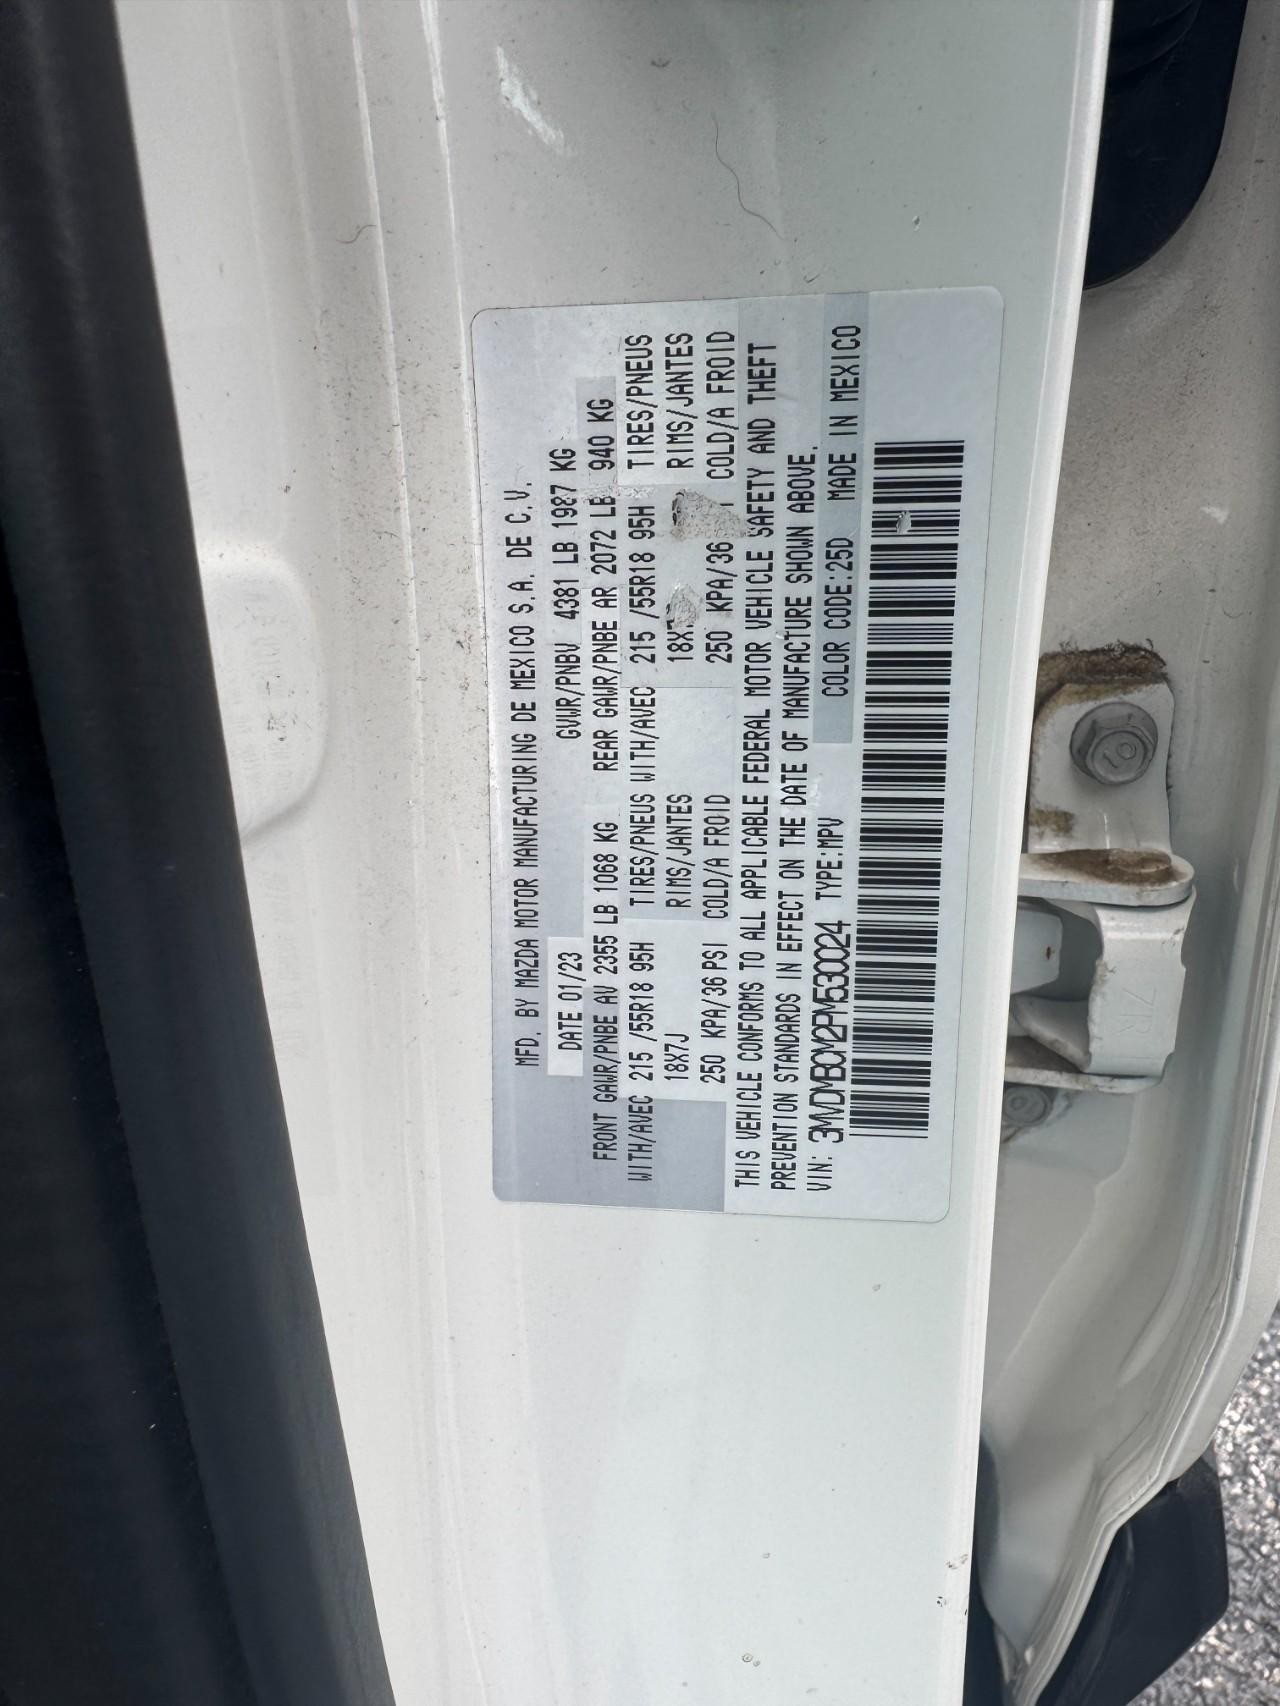 MFD. BY MAZDA MOTOR MANUFACTURING DE MEXICO S.A. DE C.V.
DATE 01/23 GVWR/PNBV 4381 LB 1987 KG
FRONT GAWR/PNBE AV 2355 LB 1068 KG REAR GAWR/PNBE AR 2072 LB 940 KG
WITH/AVEC 215 /55R18 95H TIRES/PNEUS WITH/AVEC 215 /55R18 95H TIRES/PNEUS
18X7J RIMS/JANTES RIMS/JANTES
250 KPA/36 PSI COLD/A FROID 250 KPA/36 COLD/A FROID
THIS VEHICLE CONFORMS TO ALL APPLICABLE FEDERAL MOTOR VEHICLE SAFETY AND THEFT
PREVENTION STANDARDS IN EFFECT ON THE DATE OF MANUFACTURE SHOWN ABOVE.
VIN: 3MVDMBCM2PM530024 TYPE:MPV COLOR CODE:25D MADE IN MEXICO
10